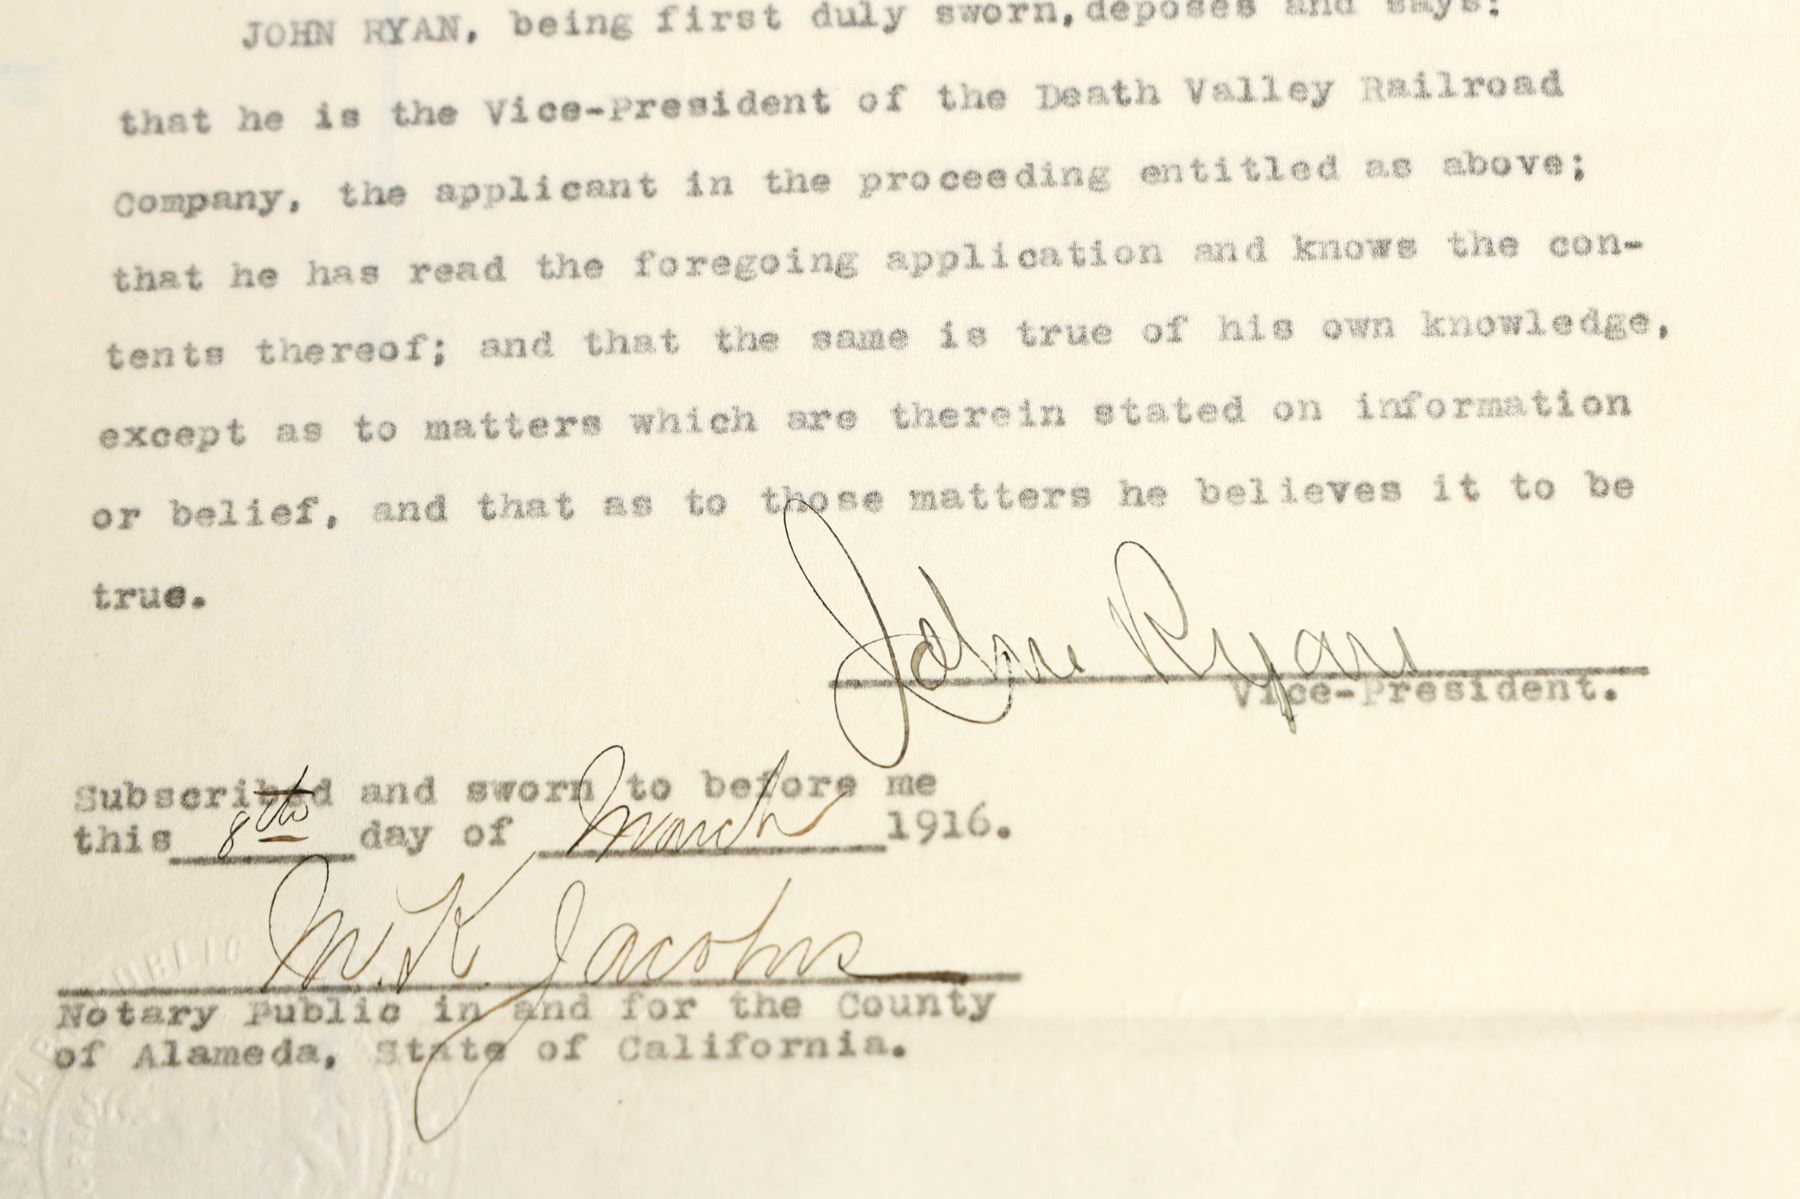 JOHN RYAN, being first duly sworn, deposes and says:
that he is the Vice-President of the Death Valley Railroad
Company, the applicant in the proceeding entitled as above;
that he has read the foregoing application and knows the con-
tents thereof; and that the same is true of his own knowledge,
except as to matters which are therein stated on information
or belief, and that as to those matters he believes it to be
true.
John Ryan
Vice-President.
Subscribed and sworn to before me
this 8th day of March 1916.
M. K. Jacobus
Notary Public in and for the County
of Alameda, State of California.
NOTARY PUBLIC